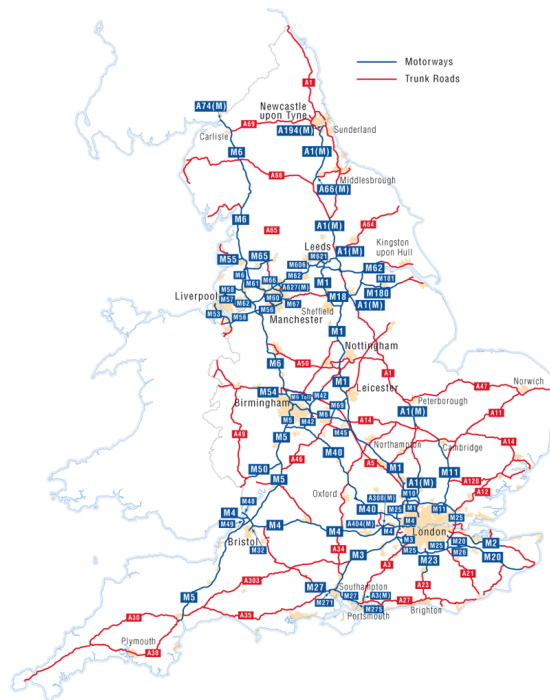 Motorways
Trunk Roads
A1
A74(M)
Newcastle
upon Tyne
A69
Carlisle
A194(M)
Sunderland
A1(M)
M6
A66
Middlesbrough
A66(M)
M6
A1(M)
A64
A65
Leeds
A1(M)
Kingston
upon Hull
M55
M65
M606
M621
M62
M6
M61
M66
M62
M181
M58
A627(M)
M1
M180
Liverpool
M57
M62
M60
M67
M18
A1(M)
M53
M56
M56
Sheffield
Manchester
M1
Nottingham
M6
A50
A1
M54
M1
Leicester
A47
Norwich
Birmingham
M6 Toll
M42
M69
Peterborough
A1(M)
A11
M5
M6
M42
A14
A49
M5
M45
Northampton
Cambridge
A14
A46
M40
A5
M50
M1
M11
M5
A1(M)
A120
Oxford
A308(M)
M10
A12
M48
M40
M25
M1
M11
M4
M4
A404(M)
M4
M25
M49
M4
M4
London
Bristol
M3
M2
M32
A34
M25
M25
M20
M26
M3
A3
M23
M20
A303
A21
A23
M27
Southampton
M5
M27
A3(M)
A35
M271
M275
A27
Brighton
Portsmouth
A30
Plymouth
A38